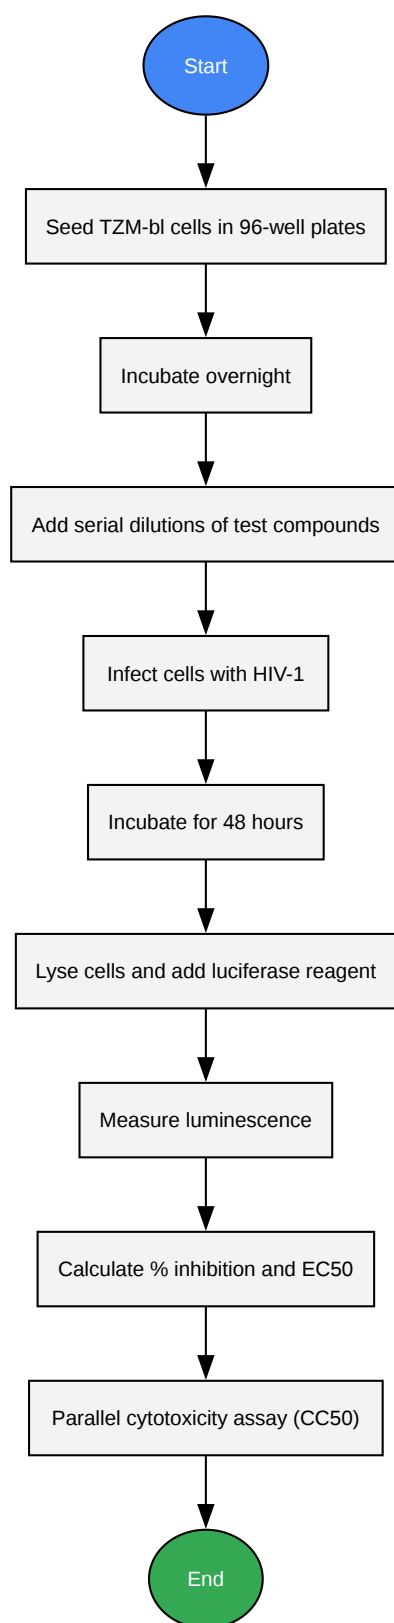 Start
Seed TZM-bl cells in 96-well plates
Incubate overnight
Add serial dilutions of test compounds
Infect cells with HIV-1
Incubate for 48 hours
Lyse cells and add luciferase reagent
Measure luminescence
Calculate % inhibition and EC50
Parallel cytotoxicity assay (CC50)
End